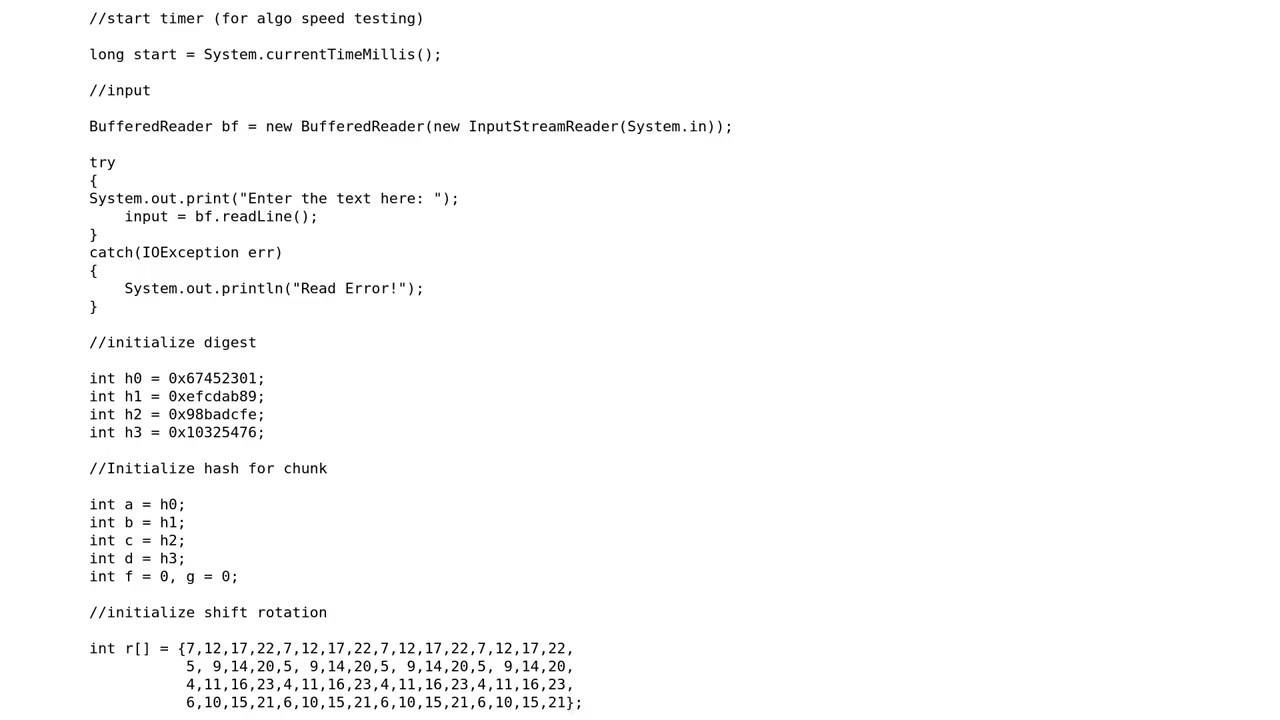 //start timer (for algo speed testing)
long start = System.currentTimeMillis();
//input
BufferedReader bf = new BufferedReader(new InputStreamReader(System.in));
try
{
System.out.print("Enter the text here: ");
input = bf.readLine();
}
catch(IOException err)
{
System.out.println("Read Error!");
}
//initialize digest
int h0 = 0x67452301;
int h1 = 0xefcdab89;
int h2 = 0x98badcfe;
int h3 = 0x10325476;
//Initialize hash for chunk
int a = h0;
int b = h1;
int c = h2;
int d = h3;
int f = 0, g = 0;
//initialize shift rotation
int r[] = {7,12,17,22,7,12,17,22,7,12,17,22,7,12,17,22,
5, 9,14,20,5, 9,14,20,5, 9,14,20,5, 9,14,20,
4,11,16,23,4,11,16,23,4,11,16,23,4,11,16,23,
6,10,15,21,6,10,15,21,6,10,15,21,6,10,15,21};